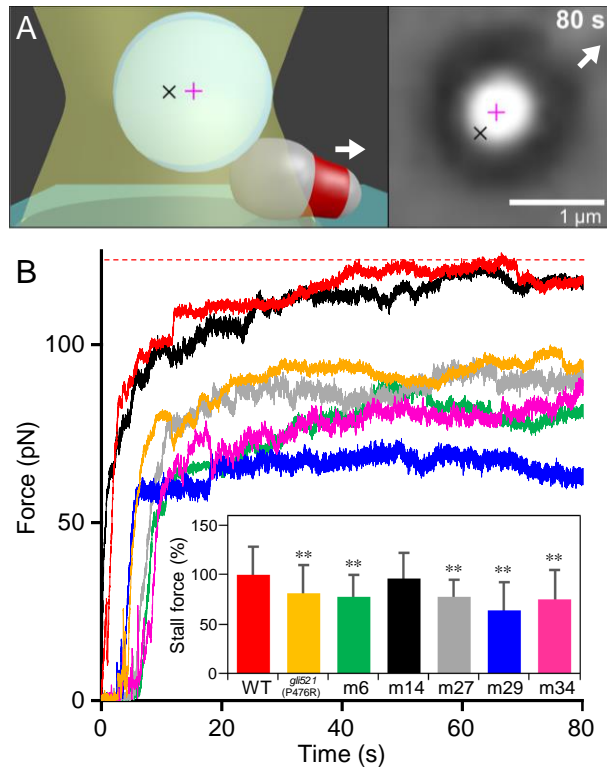 A
80 s
1 µm
B
100
50
0
Force (pN)
0
20
40
60
80
Time (s)
150
100
50
0
Stall force (%)
** ** ** ** **
WT gli521 (P476R) m6 m14 m27 m29 m34